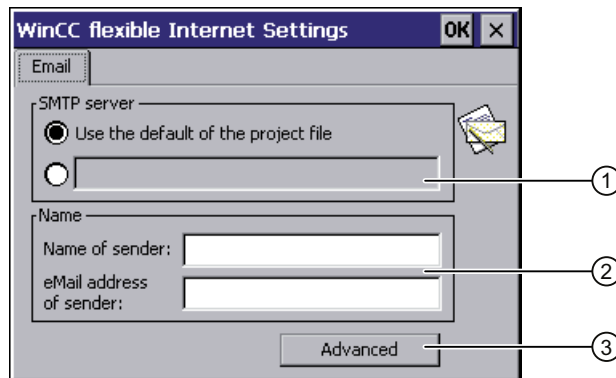 WinCC flexible Internet Settings OK ×
Email
SMTP server
Use the default of the project file
1
Name
Name of sender:
2
eMail address
of sender:
Advanced
3